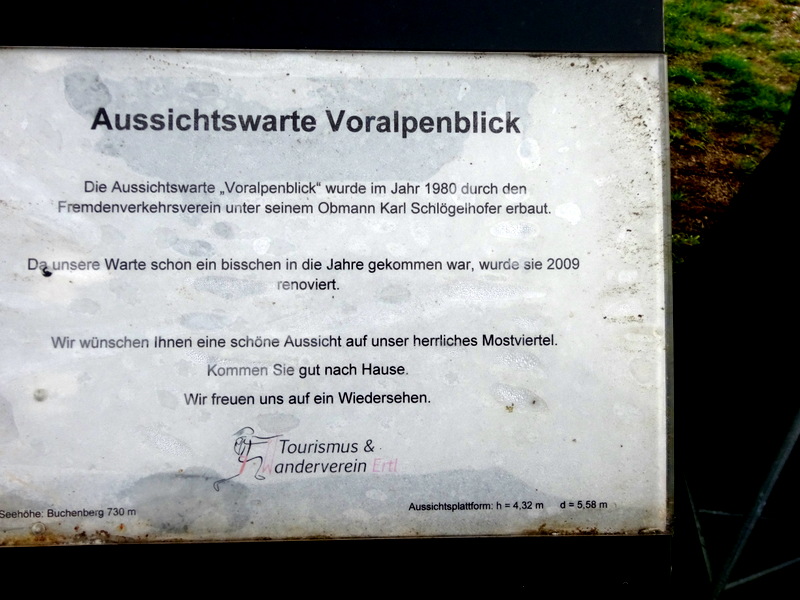 Aussichtswarte Voralpenblick
Die Aussichtswarte „Voralpenblick“ wurde im Jahr 1980 durch den
Fremdenverkehrsverein unter seinem Obmann Karl Schlögelhofer erbaut.
Da unsere Warte schon ein bisschen in die Jahre gekommen war, wurde sie 2009
renoviert.
Wir wünschen Ihnen eine schöne Aussicht auf unser herrliches Mostviertel.
Kommen Sie gut nach Hause.
Wir freuen uns auf ein Wiedersehen.
Tourismus &
Wanderverein Ertl
Seehöhe: Buchenberg 730 m
Aussichtsplattform: h = 4,32 m d = 5,58 m